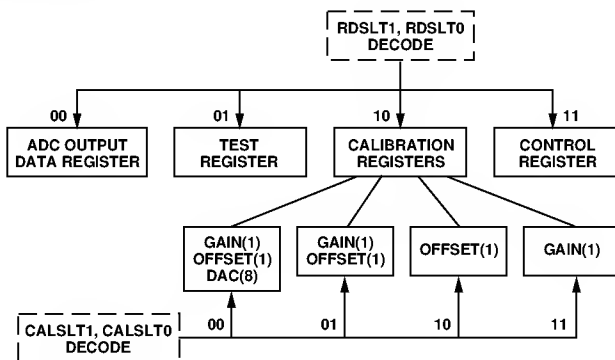 RDSLT1, RDSLT0
DECODE
00
01
10
11
ADC OUTPUT
DATA REGISTER
TEST
REGISTER
CALIBRATION
REGISTERS
CONTROL
REGISTER
GAIN(1)
OFFSET(1)
DAC(8)
GAIN(1)
OFFSET(1)
OFFSET(1)
GAIN(1)
CALSLT1, CALSLT0
DECODE
00
01
10
11